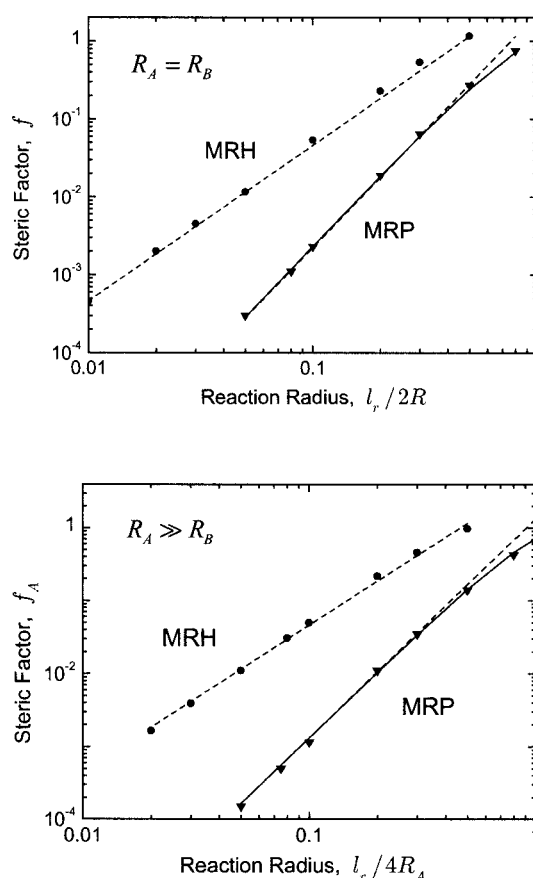 1
R_A = R_B
10^-1
MRH
10^-2
MRP
10^-3
10^-4
0.01
0.1
1
Steric Factor, f
Reaction Radius, l_r / 2R
1
R_A ≫ R_B
MRH
10^-2
MRP
10^-4
0.01
0.1
Steric Factor, f_A
Reaction Radius, l_r / 4R_A